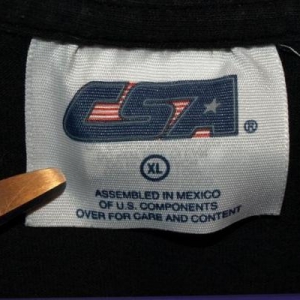 CSA®
XL
ASSEMBLED IN MEXICO
OF U.S. COMPONENTS
OVER FOR CARE AND CONTENT